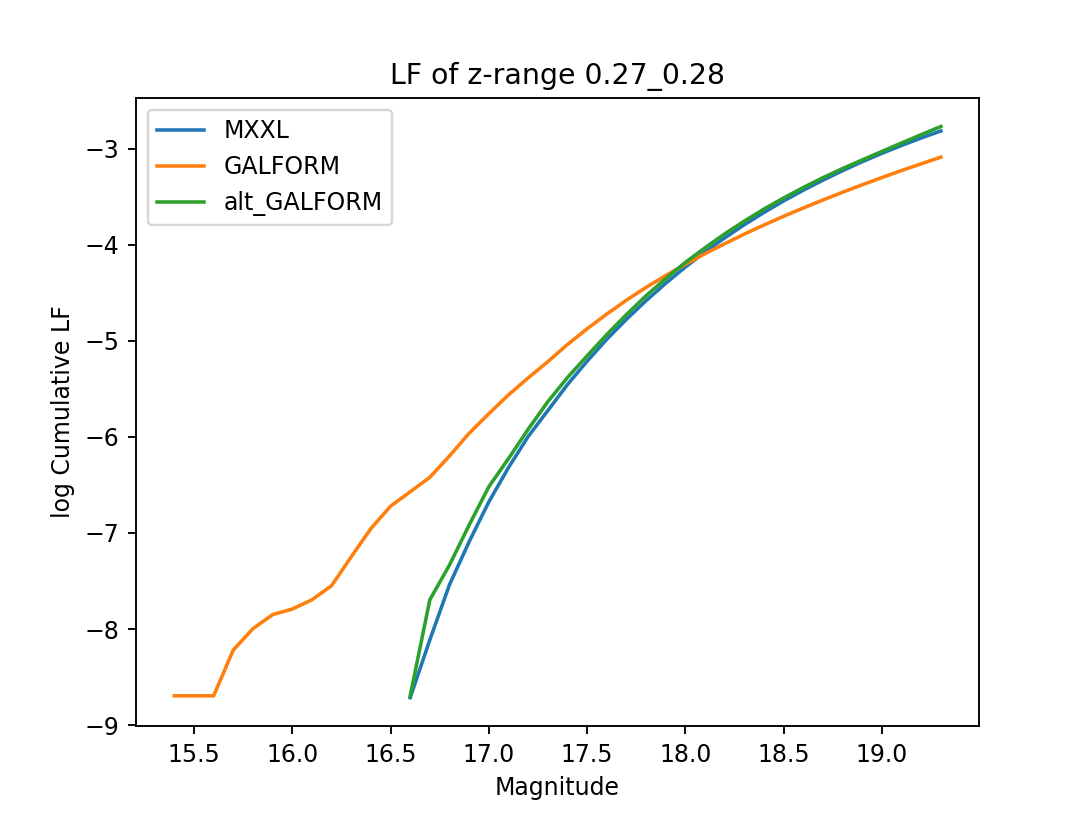 LF of z-range 0.27_0.28
MXXL
GALFORM
alt_GALFORM
−3
−4
−5
−6
−7
−8
−9
log Cumulative LF
15.5 16.0 16.5 17.0 17.5 18.0 18.5 19.0
Magnitude